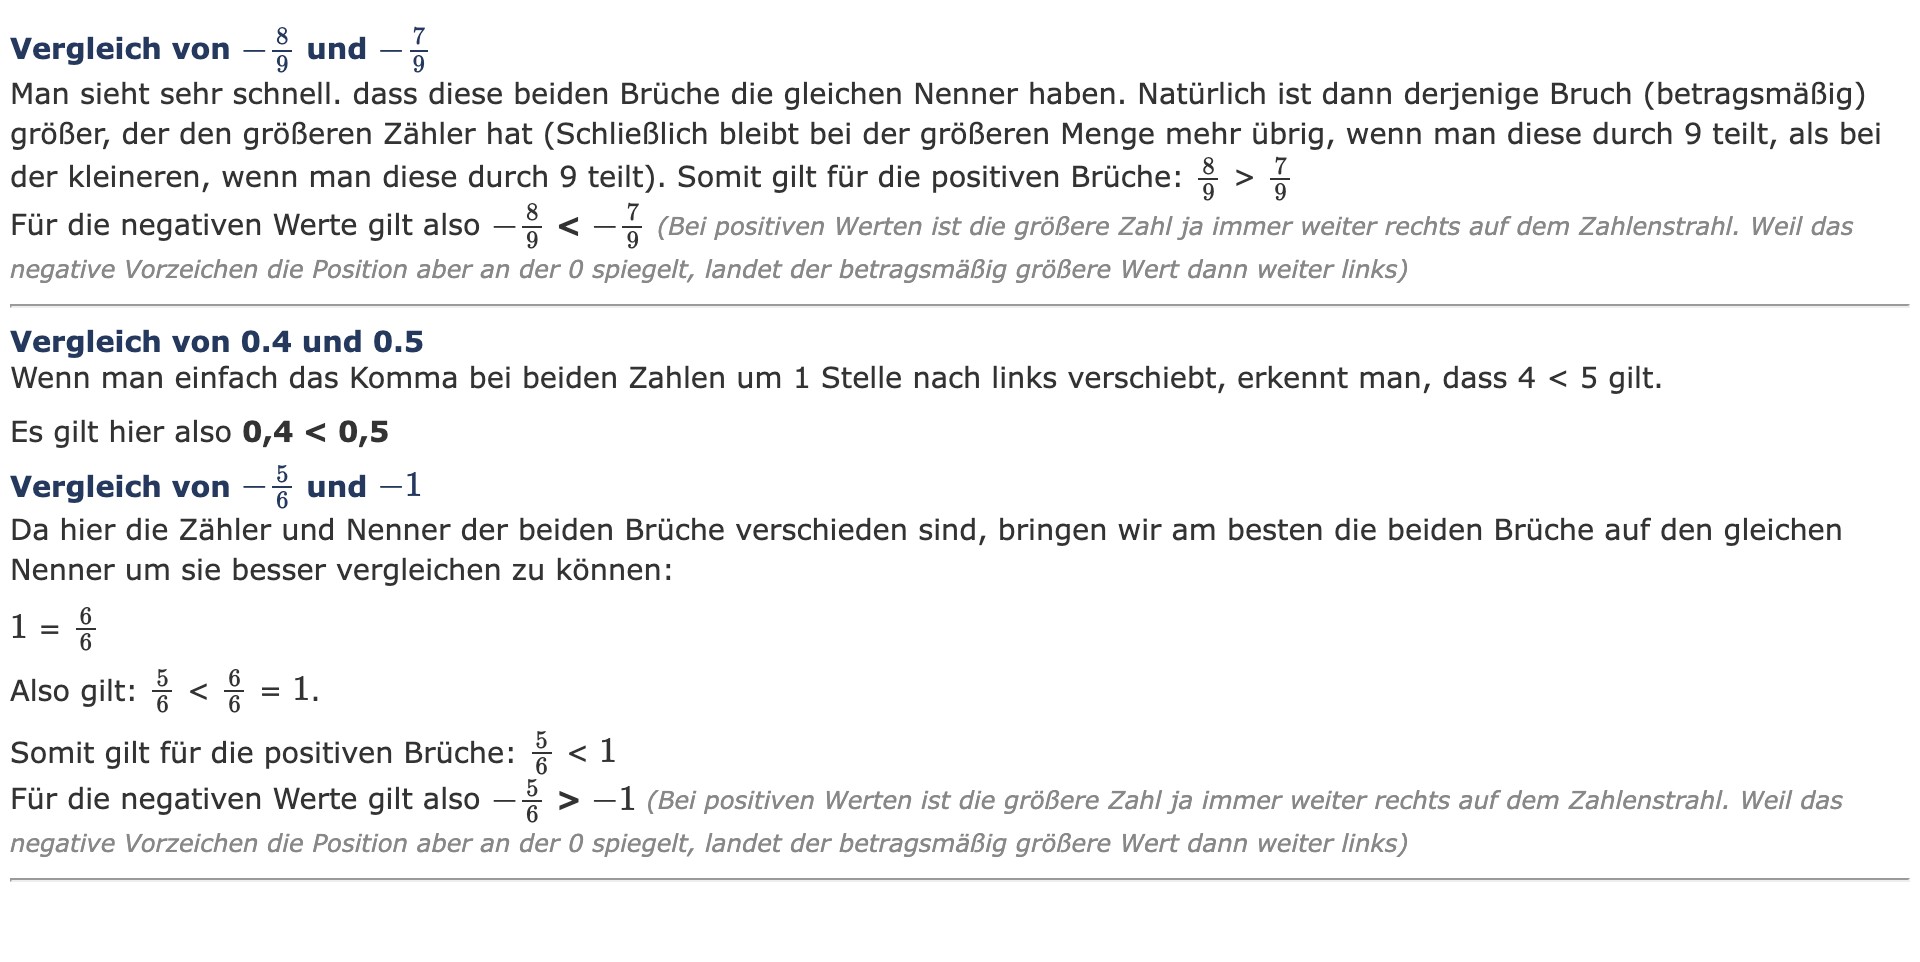 Vergleich von −8/9 und −7/9
Man sieht sehr schnell. dass diese beiden Brüche die gleichen Nenner haben. Natürlich ist dann derjenige Bruch (betragsmäßig)
größer, der den größeren Zähler hat (Schließlich bleibt bei der größeren Menge mehr übrig, wenn man diese durch 9 teilt, als bei
der kleineren, wenn man diese durch 9 teilt). Somit gilt für die positiven Brüche: 8/9 > 7/9
Für die negativen Werte gilt also −8/9 < −7/9 (Bei positiven Werten ist die größere Zahl ja immer weiter rechts auf dem Zahlenstrahl. Weil das
negative Vorzeichen die Position aber an der 0 spiegelt, landet der betragsmäßig größere Wert dann weiter links)
Vergleich von 0.4 und 0.5
Wenn man einfach das Komma bei beiden Zahlen um 1 Stelle nach links verschiebt, erkennt man, dass 4 < 5 gilt.
Es gilt hier also 0,4 < 0,5
Vergleich von −5/6 und −1
Da hier die Zähler und Nenner der beiden Brüche verschieden sind, bringen wir am besten die beiden Brüche auf den gleichen
Nenner um sie besser vergleichen zu können:
1 = 6/6
Also gilt: 5/6 < 6/6 = 1.
Somit gilt für die positiven Brüche: 5/6 < 1
Für die negativen Werte gilt also −5/6 > −1 (Bei positiven Werten ist die größere Zahl ja immer weiter rechts auf dem Zahlenstrahl. Weil das
negative Vorzeichen die Position aber an der 0 spiegelt, landet der betragsmäßig größere Wert dann weiter links)